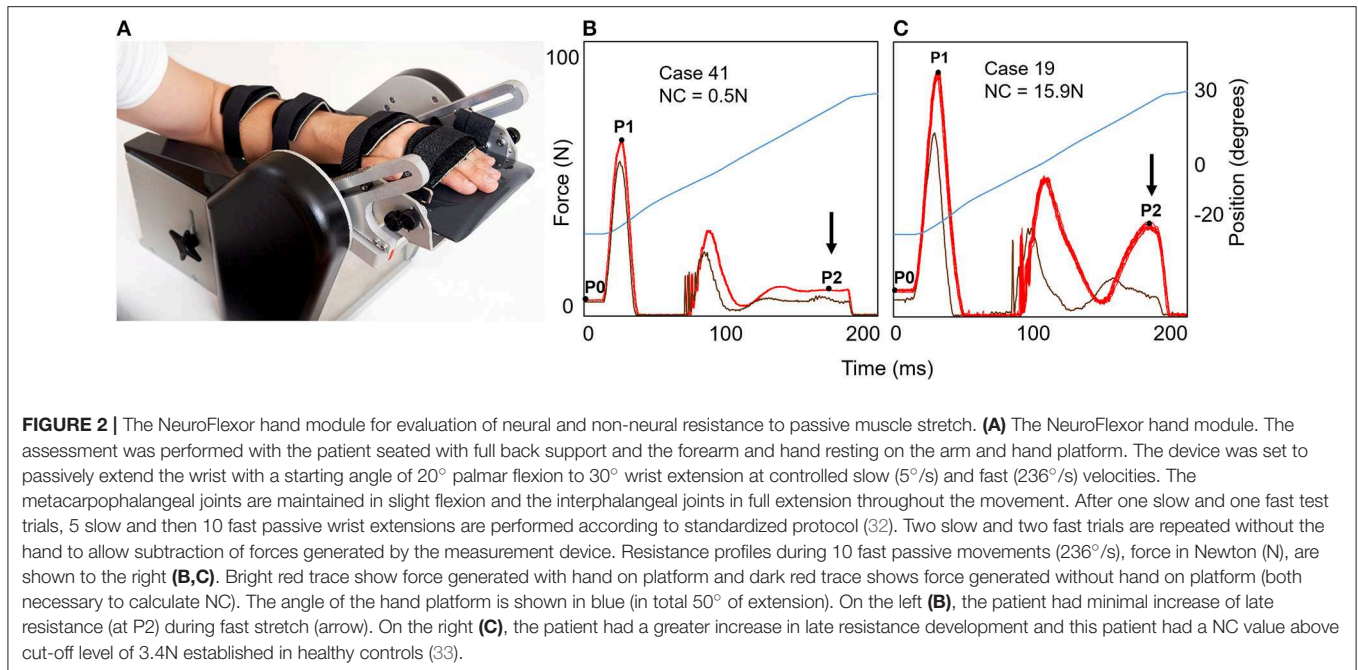 A
B
C
100
Case 41
NC = 0.5N
P1
Force (N)
P0
P2
0
0
100
200
P1
Case 19
NC = 15.9N
30
0
-20
Position (degrees)
P0
P2
0
100
200
Time (ms)
FIGURE 2 | The NeuroFlexor hand module for evaluation of neural and non-neural resistance to passive muscle stretch. (A) The NeuroFlexor hand module. The
assessment was performed with the patient seated with full back support and the forearm and hand resting on the arm and hand platform. The device was set to
passively extend the wrist with a starting angle of 20° palmar flexion to 30° wrist extension at controlled slow (5°/s) and fast (236°/s) velocities. The
metacarpophalangeal joints are maintained in slight flexion and the interphalangeal joints in full extension throughout the movement. After one slow and one fast test
trials, 5 slow and then 10 fast passive wrist extensions are performed according to standardized protocol (32). Two slow and two fast trials are repeated without the
hand to allow subtraction of forces generated by the measurement device. Resistance profiles during 10 fast passive movements (236°/s), force in Newton (N), are
shown to the right (B,C). Bright red trace show force generated with hand on platform and dark red trace shows force generated without hand on platform (both
necessary to calculate NC). The angle of the hand platform is shown in blue (in total 50° of extension). On the left (B), the patient had minimal increase of late
resistance (at P2) during fast stretch (arrow). On the right (C), the patient had a greater increase in late resistance development and this patient had a NC value above
cut-off level of 3.4N established in healthy controls (33).